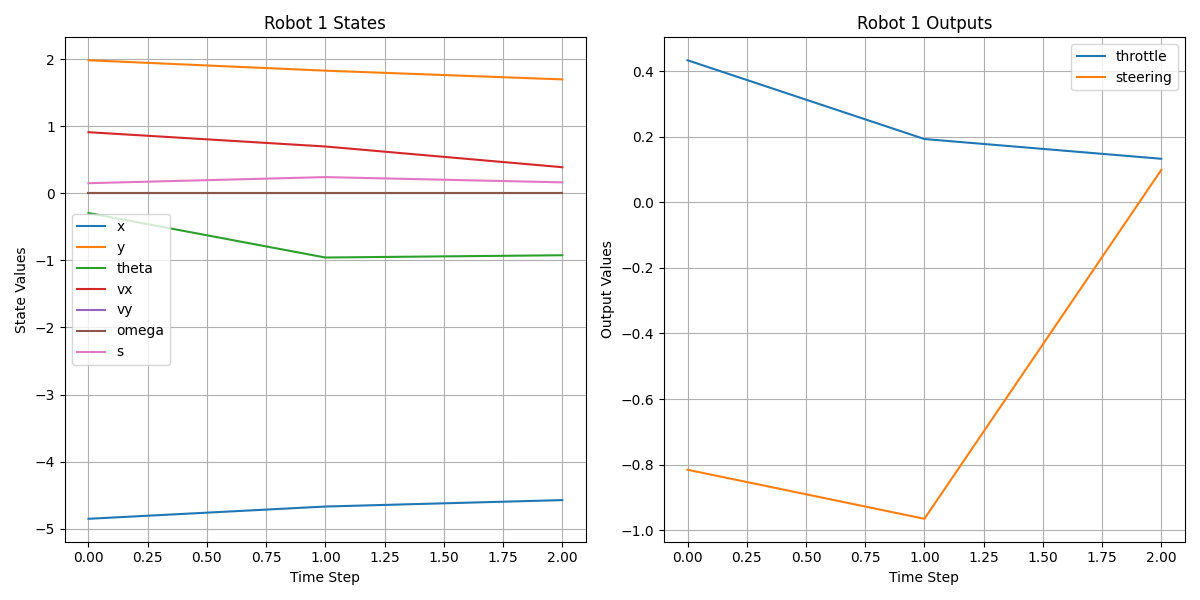 Robot 1 States
State Values
2
1
0
−1
−2
−3
−4
−5
x
y
theta
vx
vy
omega
s
0.00 0.25 0.50 0.75 1.00 1.25 1.50 1.75 2.00
Time Step
Robot 1 Outputs
Output Values
0.4
0.2
0.0
−0.2
−0.4
−0.6
−0.8
−1.0
throttle
steering
0.00 0.25 0.50 0.75 1.00 1.25 1.50 1.75 2.00
Time Step